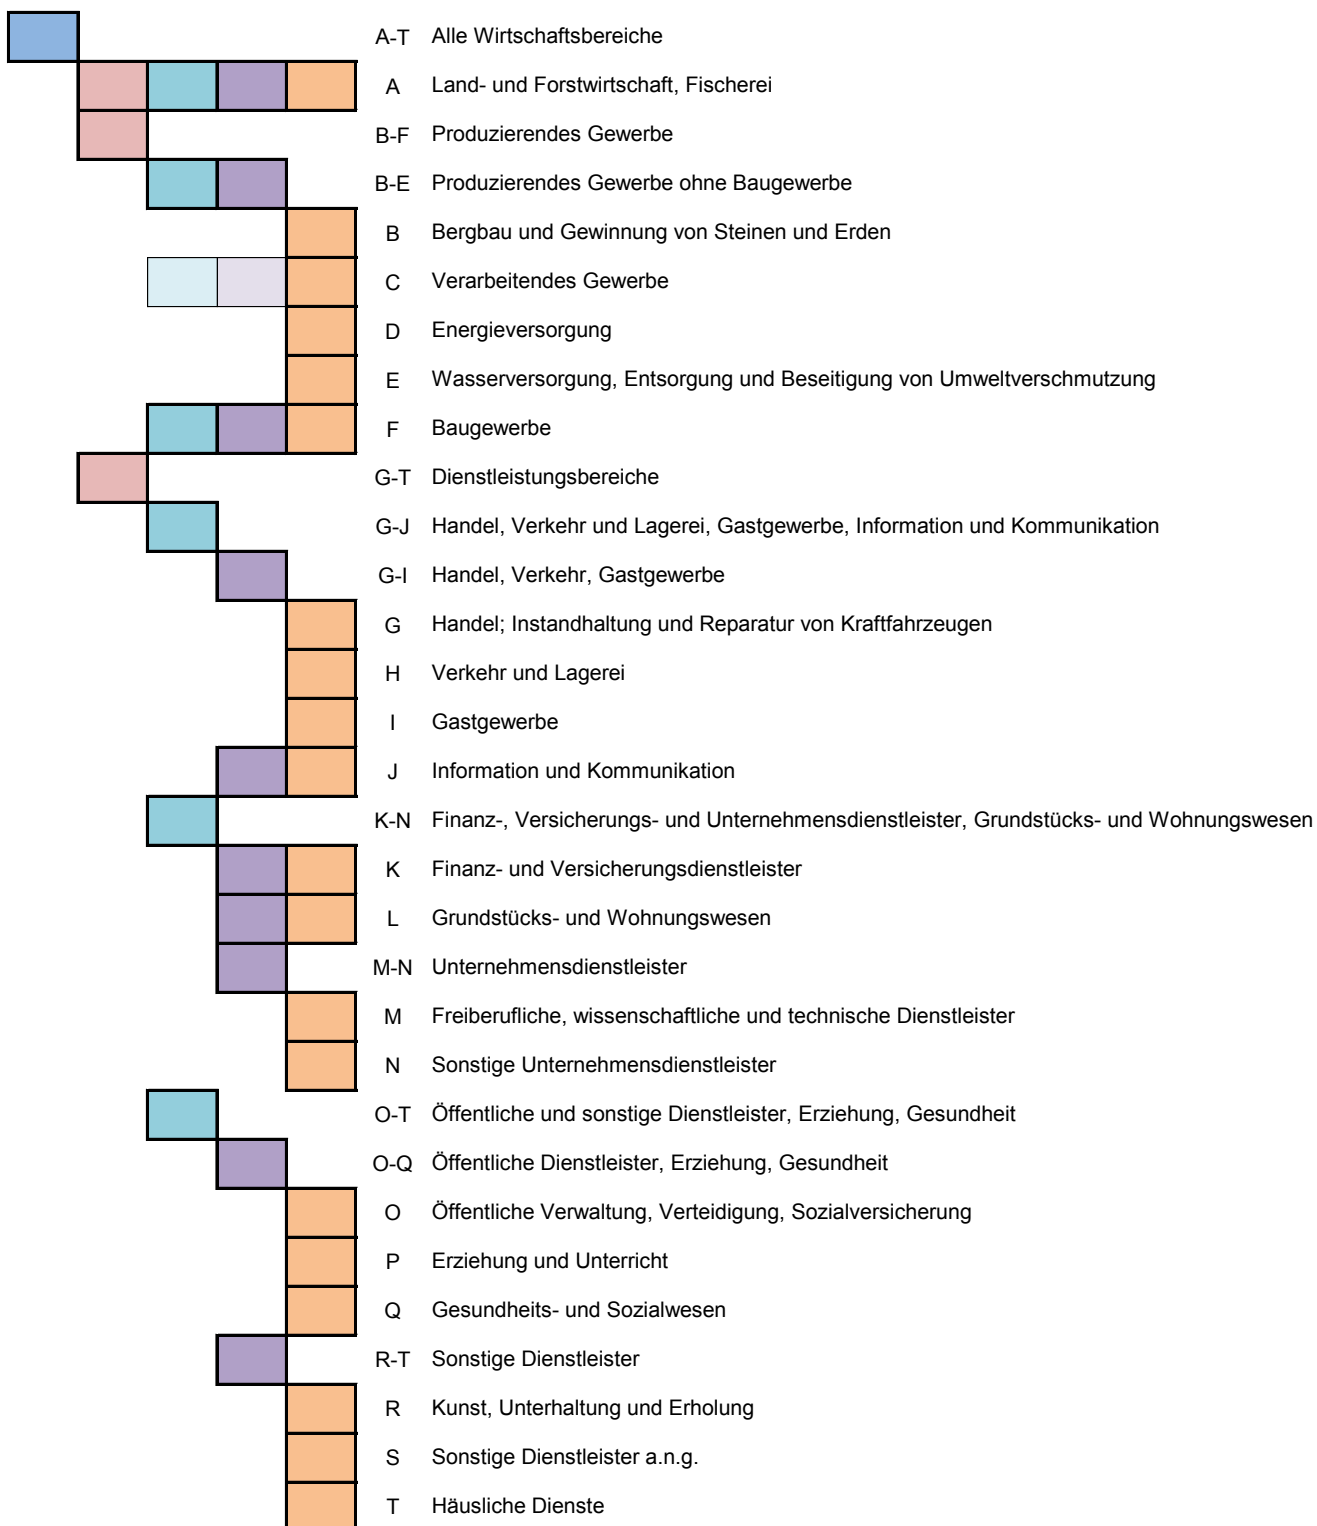 A-T Alle Wirtschaftsbereiche
A Land- und Forstwirtschaft, Fischerei
B-F Produzierendes Gewerbe
B-E Produzierendes Gewerbe ohne Baugewerbe
B Bergbau und Gewinnung von Steinen und Erden
C Verarbeitendes Gewerbe
D Energieversorgung
E Wasserversorgung, Entsorgung und Beseitigung von Umweltverschmutzung
F Baugewerbe
G-T Dienstleistungsbereiche
G-J Handel, Verkehr und Lagerei, Gastgewerbe, Information und Kommunikation
G-I Handel, Verkehr, Gastgewerbe
G Handel; Instandhaltung und Reparatur von Kraftfahrzeugen
H Verkehr und Lagerei
I Gastgewerbe
J Information und Kommunikation
K-N Finanz-, Versicherungs- und Unternehmensdienstleister, Grundstücks- und Wohnungswesen
K Finanz- und Versicherungsdienstleister
L Grundstücks- und Wohnungswesen
M-N Unternehmensdienstleister
M Freiberufliche, wissenschaftliche und technische Dienstleister
N Sonstige Unternehmensdienstleister
O-T Öffentliche und sonstige Dienstleister, Erziehung, Gesundheit
O-Q Öffentliche Dienstleister, Erziehung, Gesundheit
O Öffentliche Verwaltung, Verteidigung, Sozialversicherung
P Erziehung und Unterricht
Q Gesundheits- und Sozialwesen
R-T Sonstige Dienstleister
R Kunst, Unterhaltung und Erholung
S Sonstige Dienstleister a.n.g.
T Häusliche Dienste